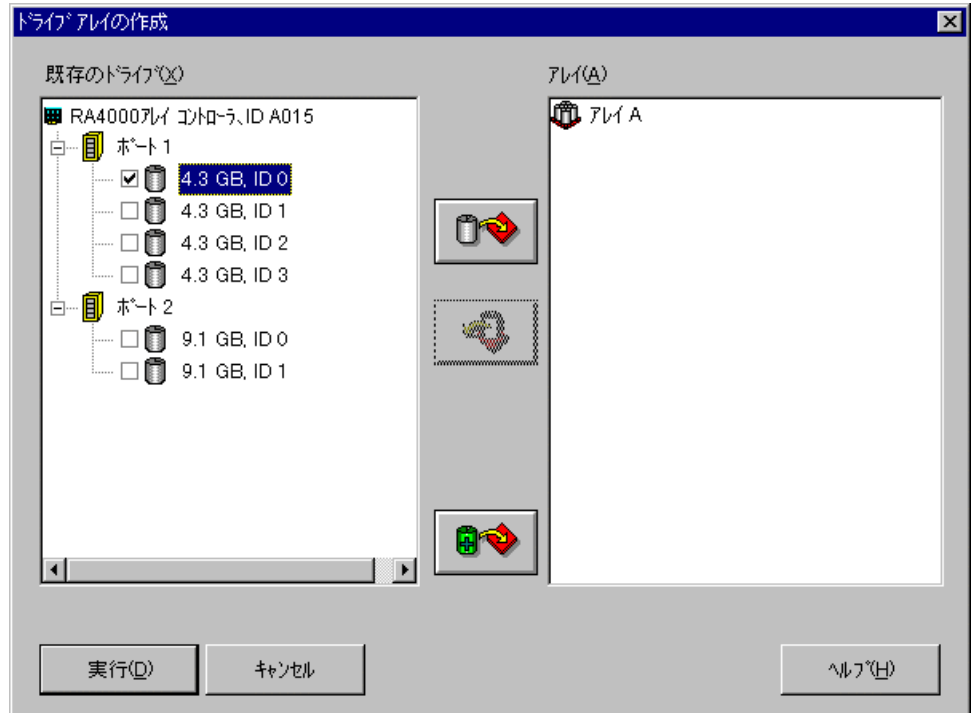 ﾄﾞﾗｲﾌﾞ ｱﾚｲの作成
既存のﾄﾞﾗｲﾌﾞ(X)
RA4000ｱﾚｲ ｺﾝﾄﾛｰﾗ、ID A015
ﾎﾟｰﾄ 1
4.3 GB, ID 0
4.3 GB, ID 1
4.3 GB, ID 2
4.3 GB, ID 3
ﾎﾟｰﾄ 2
9.1 GB, ID 0
9.1 GB, ID 1
ｱﾚｲ(A)
ｱﾚｲ A
実行(D)
ｷｬﾝｾﾙ
ﾍﾙﾌﾟ(H)